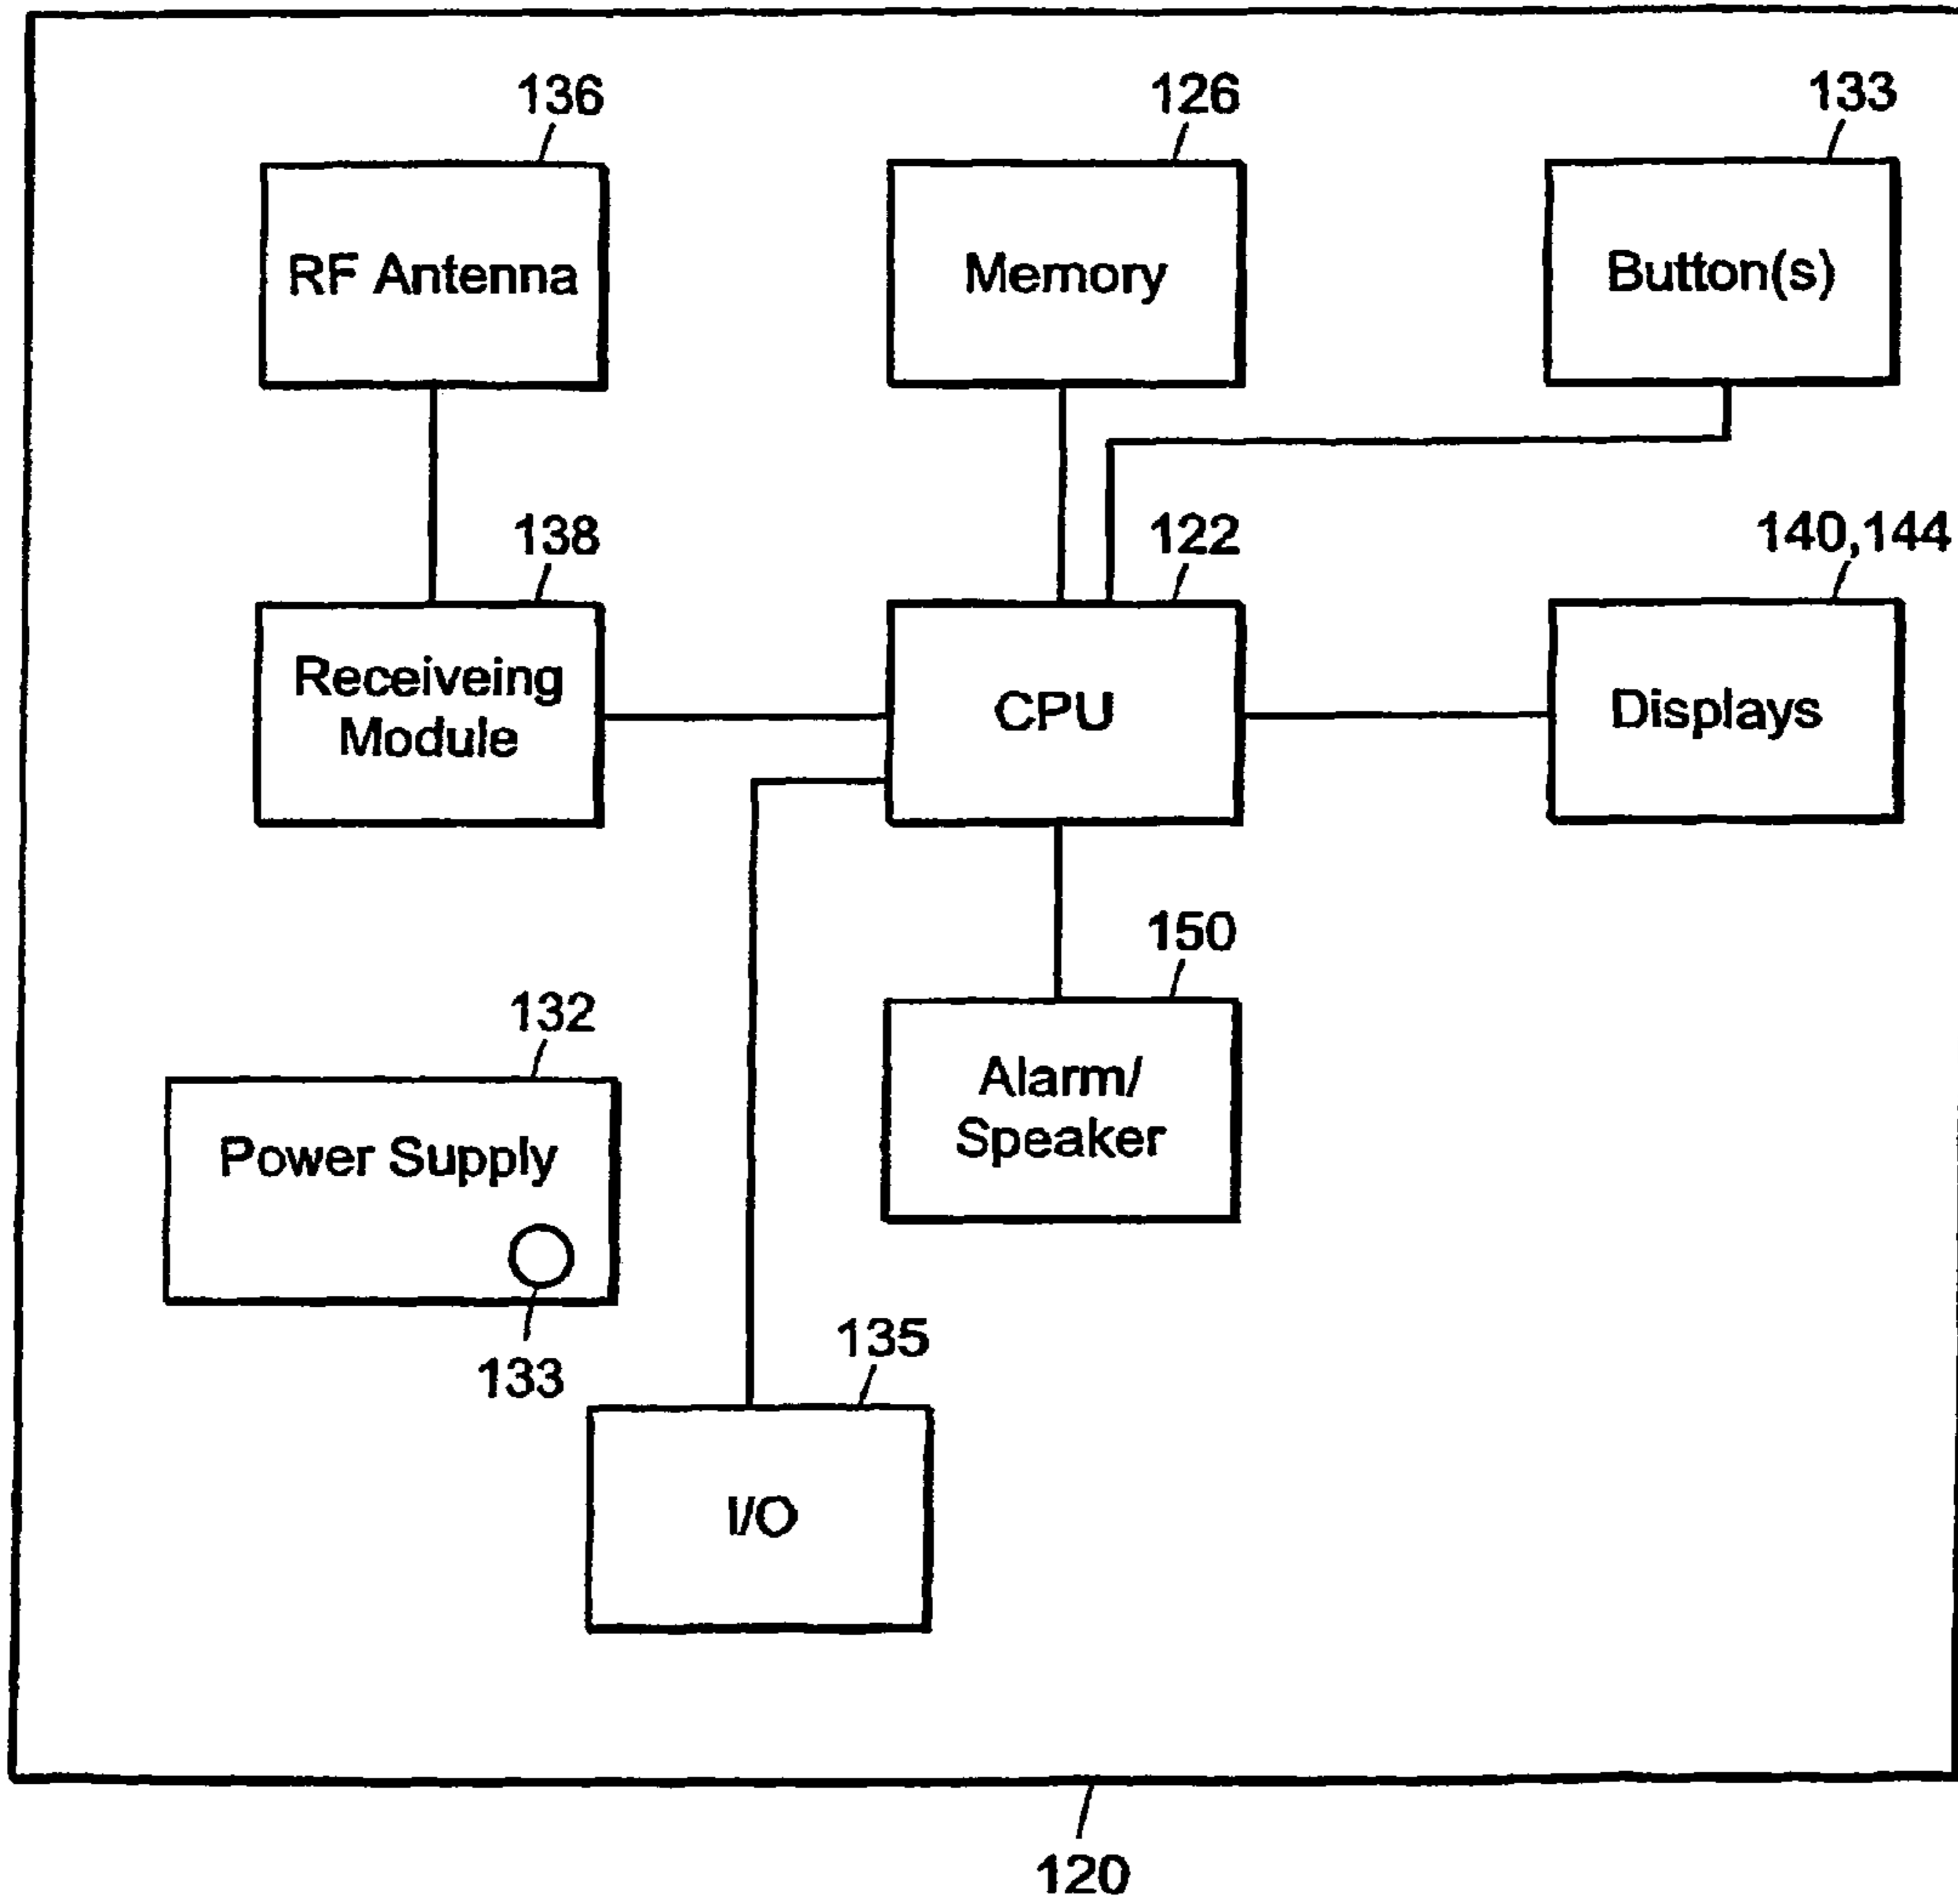 136
126
133
RF Antenna
Memory
Button(s)
138
122
140,144
Receiveing
Module
CPU
Displays
150
132
Alarm/
Speaker
Power Supply
133
135
I/O
120